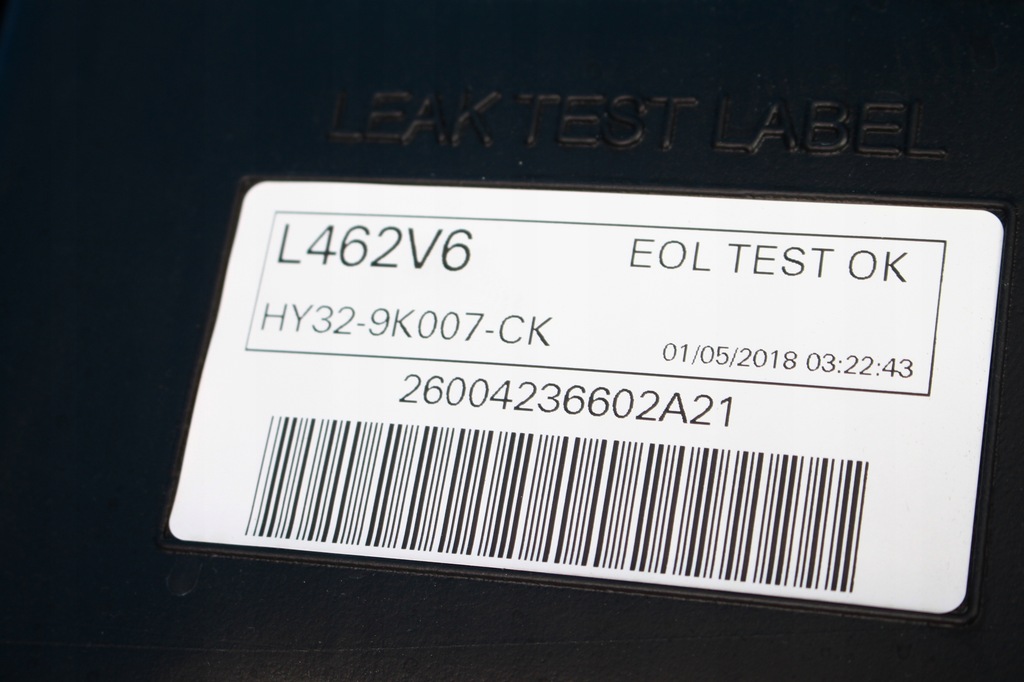 LEAK TEST LABEL
L462V6 EOL TEST OK
HY32-9K007-CK
01/05/2018 03:22:43
26004236602A21